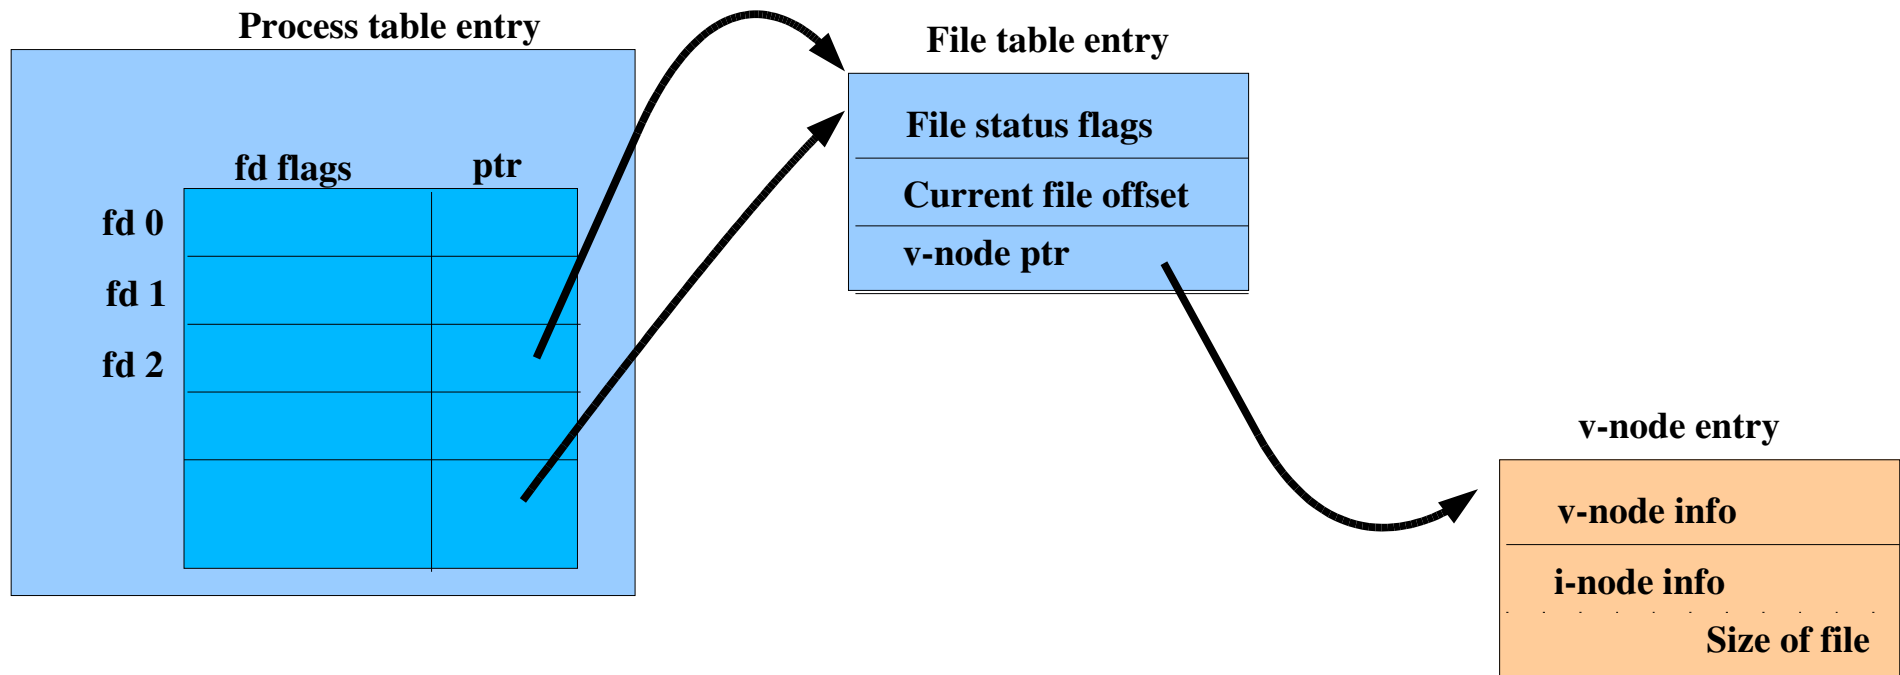 Process table entry
File table entry
File status flags
fd flags
ptr
Current file offset
fd 0
v-node ptr
fd 1
fd 2
v-node entry
v-node info
i-node info
Size of file